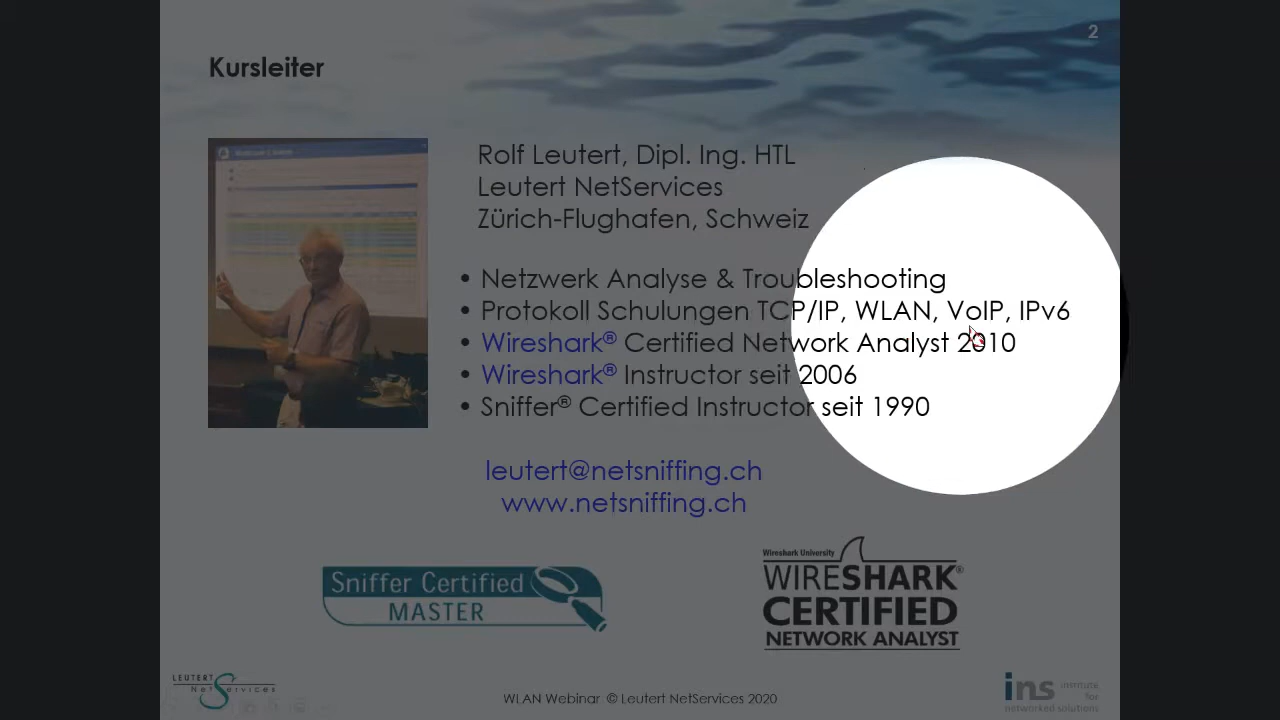 2
Kursleiter
Rolf Leutert, Dipl. Ing. HTL
Leutert NetServices
Zürich-Flughafen, Schweiz
• Netzwerk Analyse & Troubleshooting
• Protokoll Schulungen TCP/IP, WLAN, VoIP, IPv6
• Wireshark® Certified Network Analyst 2010
• Wireshark® Instructor seit 2006
• Sniffer® Certified Instructor seit 1990
leutert@netsniffing.ch
www.netsniffing.ch
Sniffer Certified
MASTER
Wireshark University
WIRESHARK®
CERTIFIED
NETWORK ANALYST
LEUTERT
NetServices
WLAN Webinar © Leutert NetServices 2020
ins institute
for
networked solutions